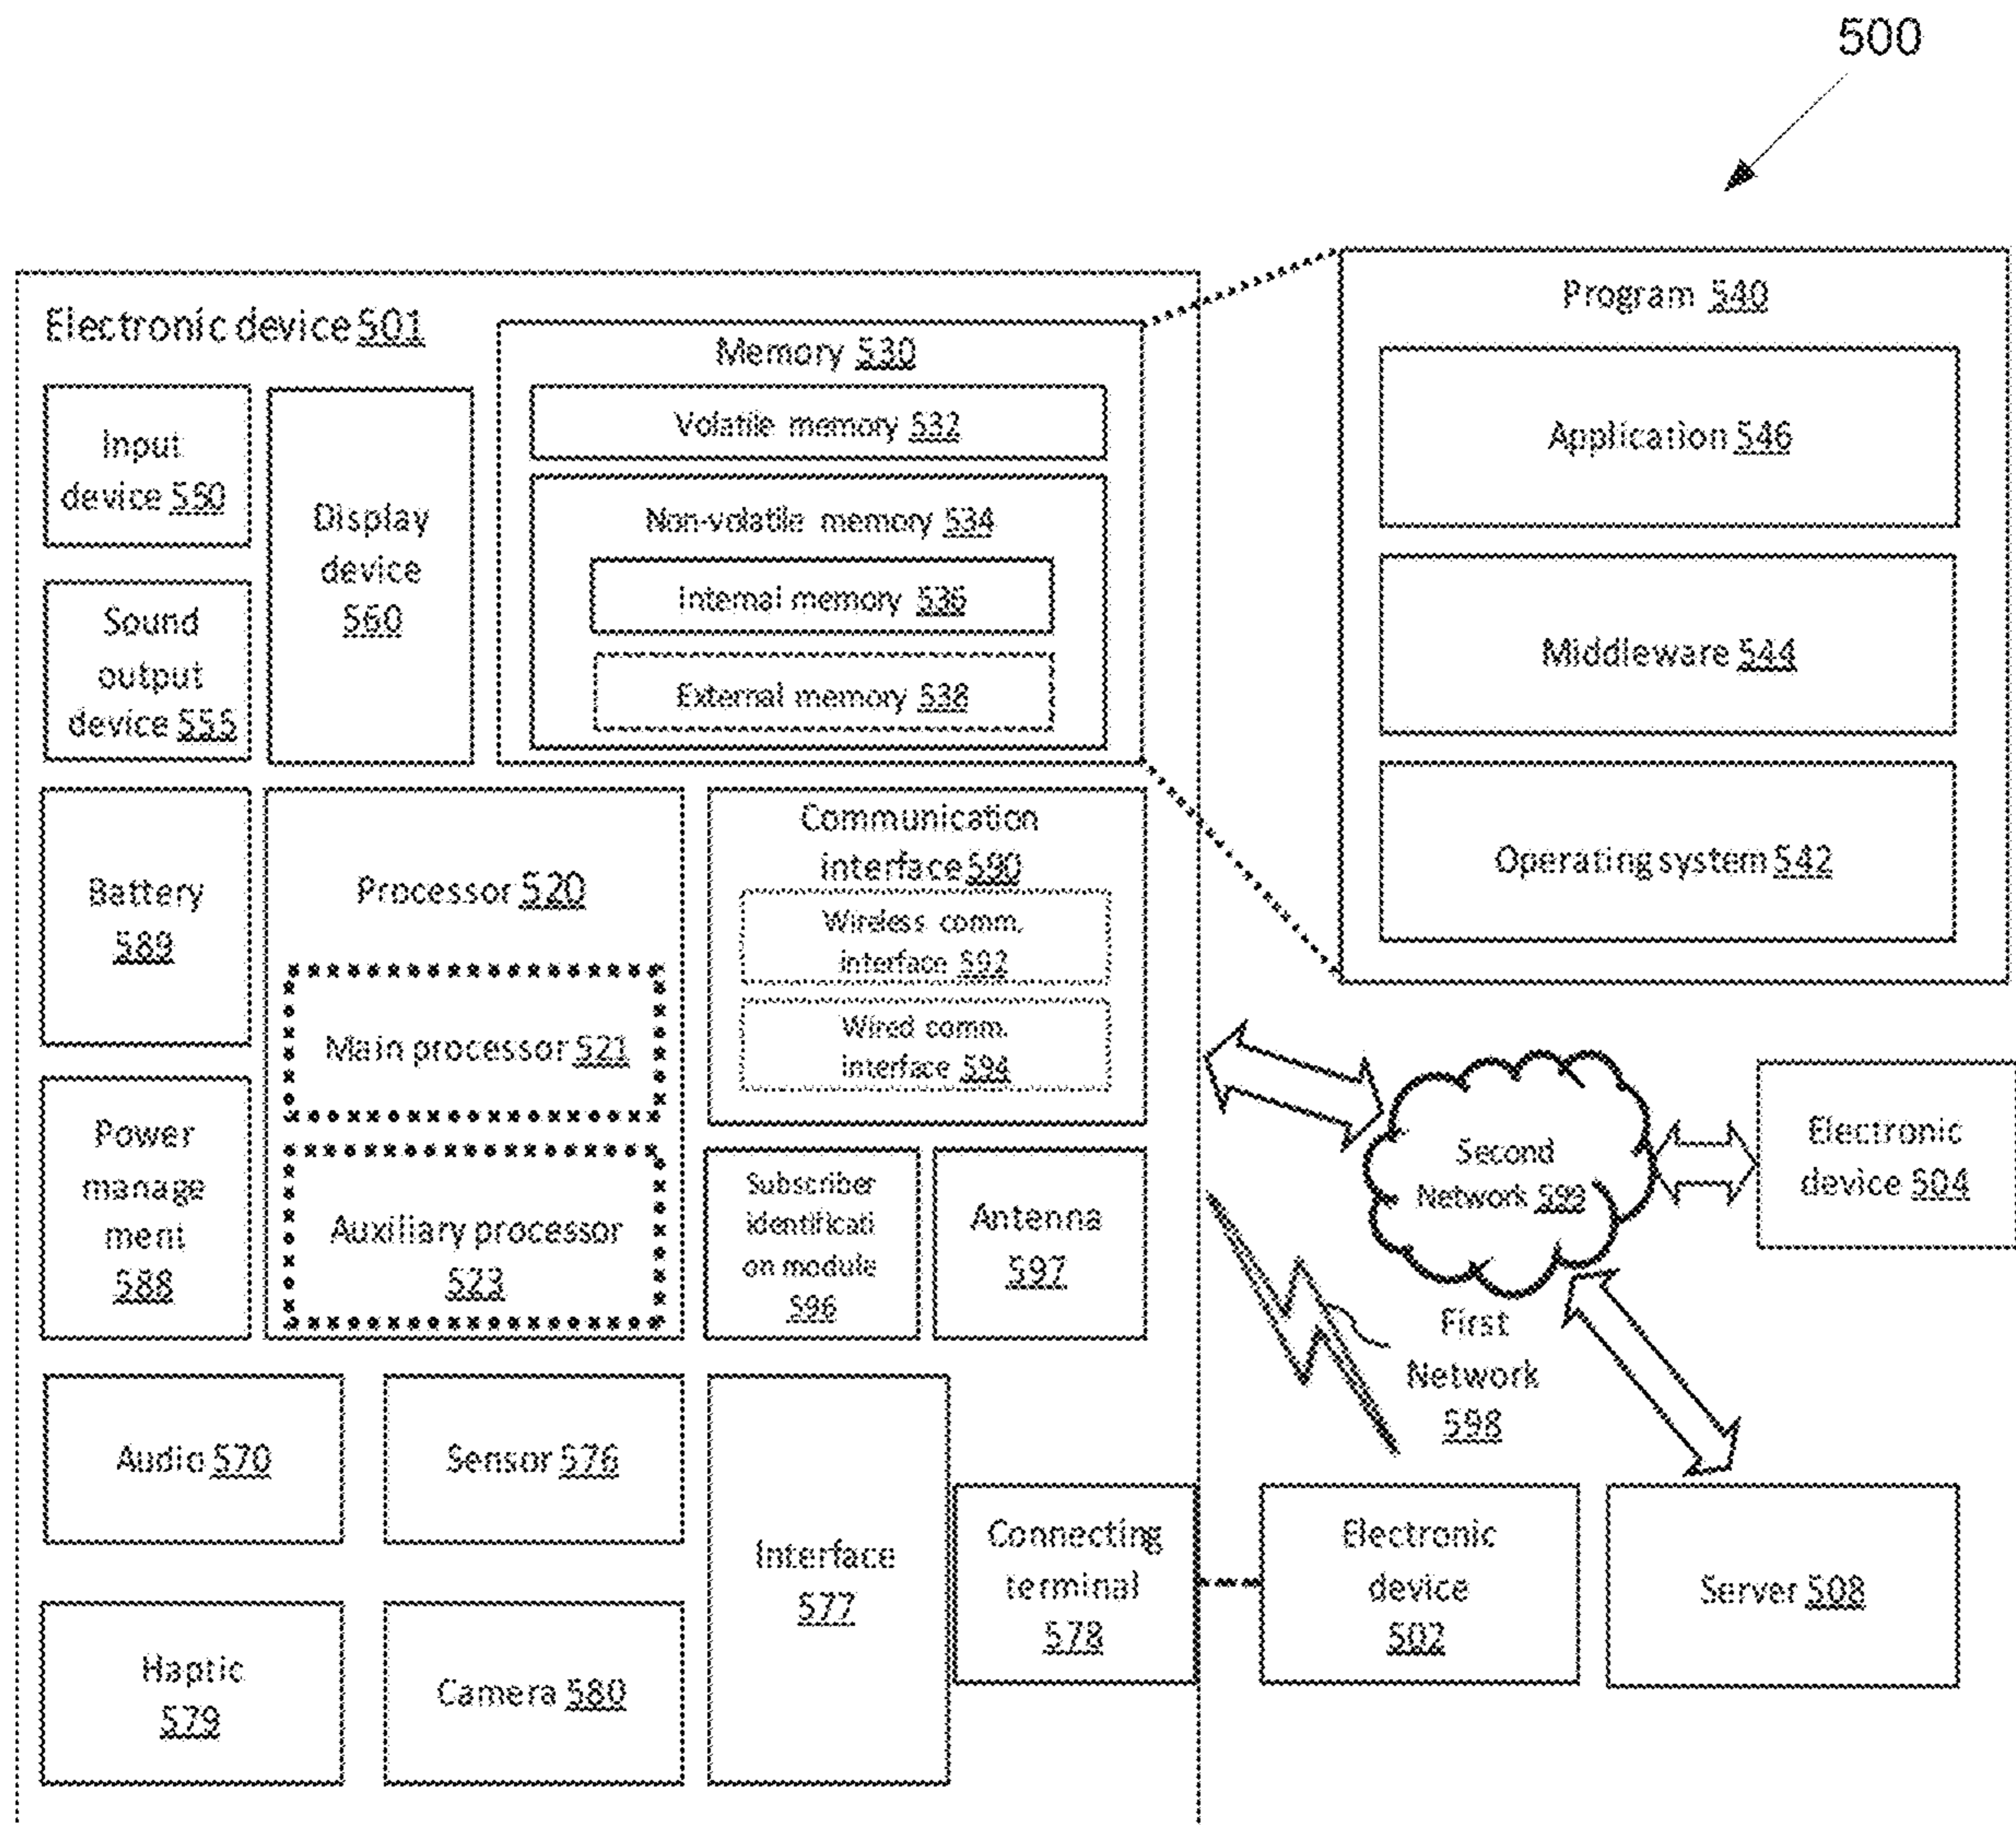 500
Electronic device 501
Input
device 550
Sound
output
device 555
Display
device
560
Memory 530
Volatile memory 532
Non-volatile memory 534
Internal memory 536
External memory 538
Program 540
Application 546
Middleware 544
Operating system 542
Battery
589
Power
manage
ment
588
Processor 520
Main processor 521
Auxiliary processor
523
Communication
interface 590
Wireless comm.
interface 592
Wired comm.
interface 594
Subscriber
identificati
on module
596
Antenna
597
Second
Network 599
Electronic
device 504
First
Network
598
Audio 570
Sensor 576
Haptic
579
Camera 580
Interface
577
Connecting
terminal
578
Electronic
device
502
Server 508